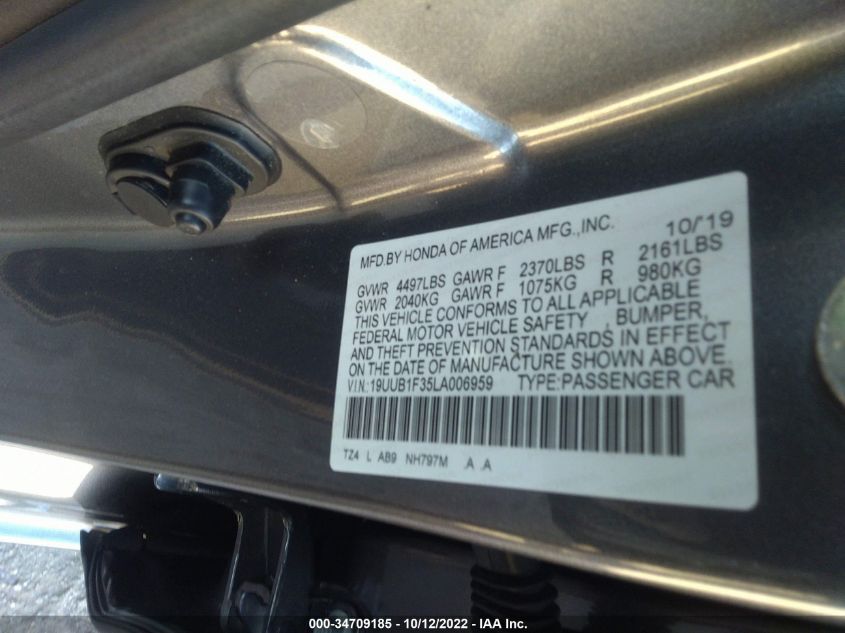 MFD.BY HONDA OF AMERICA MFG.,INC. 10/'19
GVWR 4497LBS GAWR F 2370LBS R 2161LBS
GVWR 2040KG GAWR F 1075KG R 980KG
THIS VEHICLE CONFORMS TO ALL APPLICABLE
FEDERAL MOTOR VEHICLE SAFETY , BUMPER,
AND THEFT PREVENTION STANDARDS IN EFFECT
ON THE DATE OF MANUFACTURE SHOWN ABOVE.
V.I.N.:19UUB1F35LA006959 TYPE:PASSENGER CAR
TZ4 L AB9 NH797M .A .A
000-34709185 - 10/12/2022 - IAA Inc.